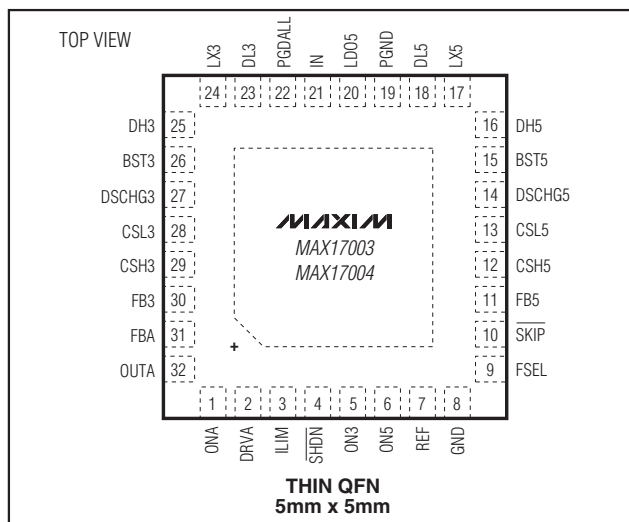 TOP VIEW
LX3
DL3
PGDALL
IN
LDO5
PGND
DL5
LX5
24 23 22 21 20 19 18 17
DH3 25
BST3 26
DSCHG3 27
CSL3 28
CSH3 29
FB3 30
FBA 31
OUTA 32
MAXIM
MAX17003
MAX17004
+
16 DH5
15 BST5
14 DSCHG5
13 CSL5
12 CSH5
11 FB5
10 SKIP
9 FSEL
1 2 3 4 5 6 7 8
ONA
DRVA
ILIM
SHDN
ON3
ON5
REF
GND
THIN QFN
5mm x 5mm